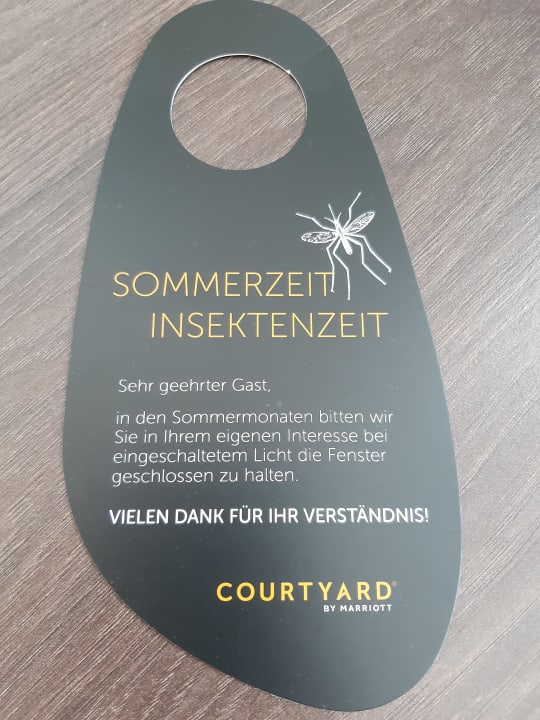 SOMMERZEIT
INSEKTENZEIT
Sehr geehrter Gast,
in den Sommermonaten bitten wir
Sie in Ihrem eigenen Interesse bei
eingeschaltetem Licht die Fenster
geschlossen zu halten.
VIELEN DANK FÜR IHR VERSTÄNDNIS!
COURTYARD®
BY MARRIOTT